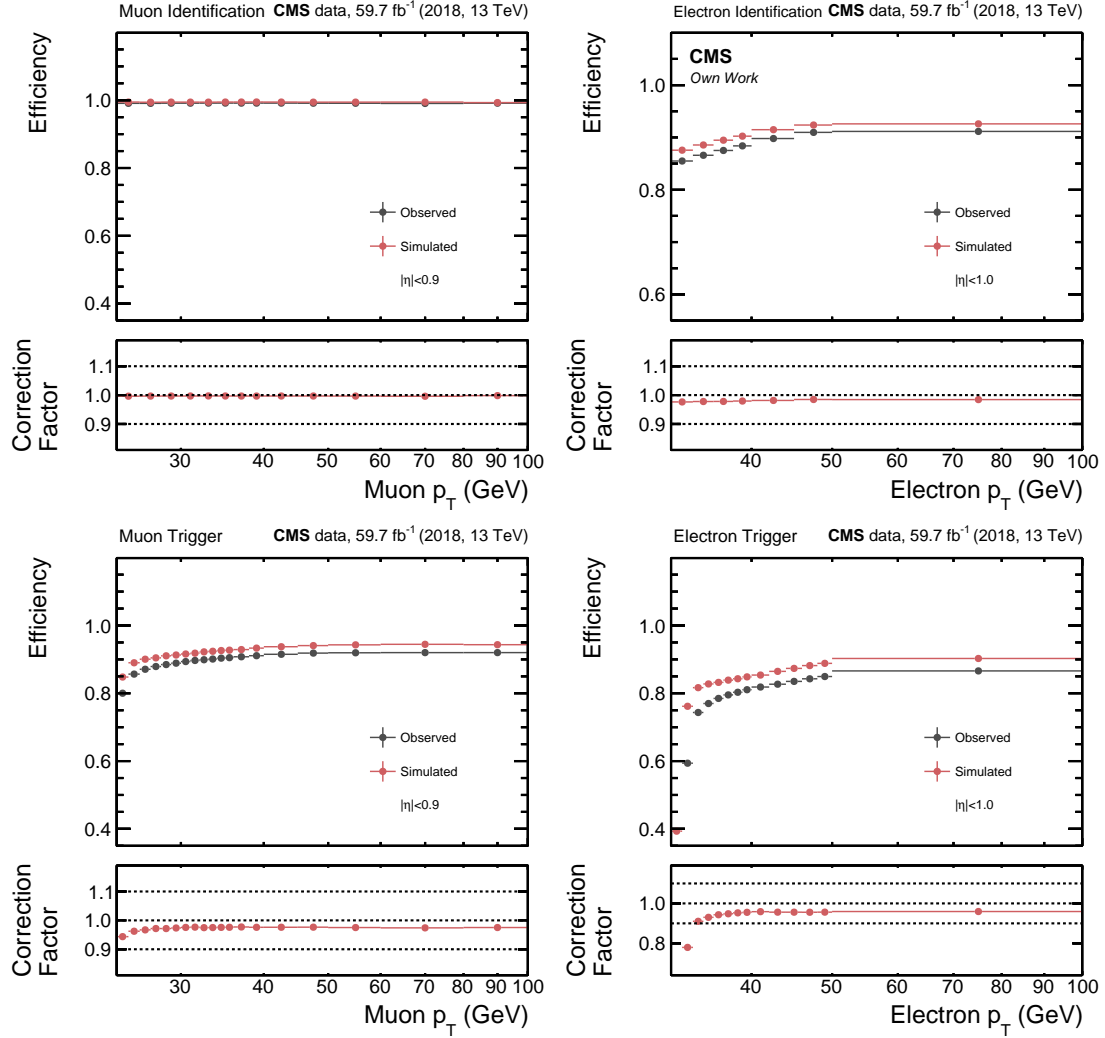 Muon Identification CMS data, 59.7 fb⁻¹ (2018, 13 TeV)
Efficiency
1.0
0.8
0.6
0.4
Observed
Simulated
|η|<0.9
Correction
Factor
1.1
1.0
0.9
30 40 50 60 70 80 90 100
Muon p_T (GeV)
Electron Identification CMS data, 59.7 fb⁻¹ (2018, 13 TeV)
CMS
Own Work
Efficiency
1.0
0.8
0.6
Observed
Simulated
|η|<1.0
Correction
Factor
1.1
1.0
0.9
40 50 60 70 80 90 100
Electron p_T (GeV)
Muon Trigger CMS data, 59.7 fb⁻¹ (2018, 13 TeV)
Efficiency
1.0
0.8
0.6
0.4
Observed
Simulated
|η|<0.9
Correction
Factor
1.1
1.0
0.9
30 40 50 60 70 80 90 100
Muon p_T (GeV)
Electron Trigger CMS data, 59.7 fb⁻¹ (2018, 13 TeV)
Efficiency
1.0
0.8
0.6
0.4
Observed
Simulated
|η|<1.0
Correction
Factor
1.0
0.8
40 50 60 70 80 90 100
Electron p_T (GeV)